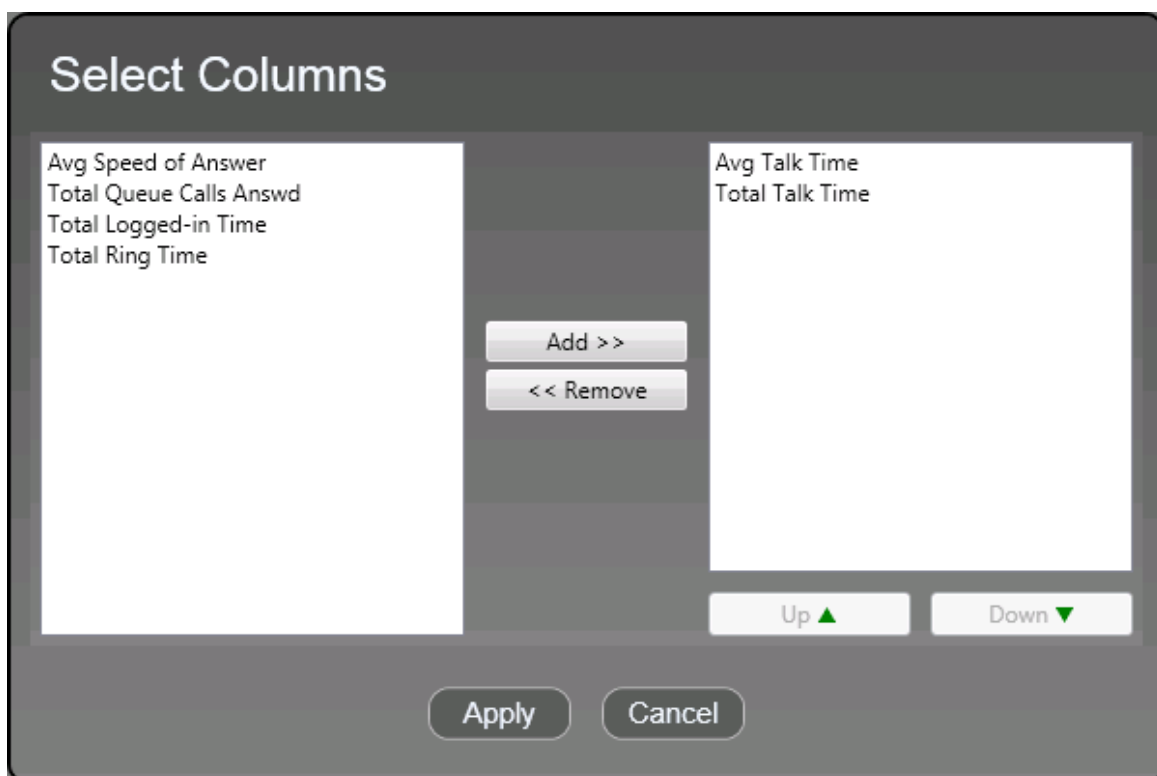 Select Columns
Avg Speed of Answer
Total Queue Calls Answd
Total Logged-in Time
Total Ring Time
Add >>
<< Remove
Avg Talk Time
Total Talk Time
Up ▲
Down ▼
Apply
Cancel